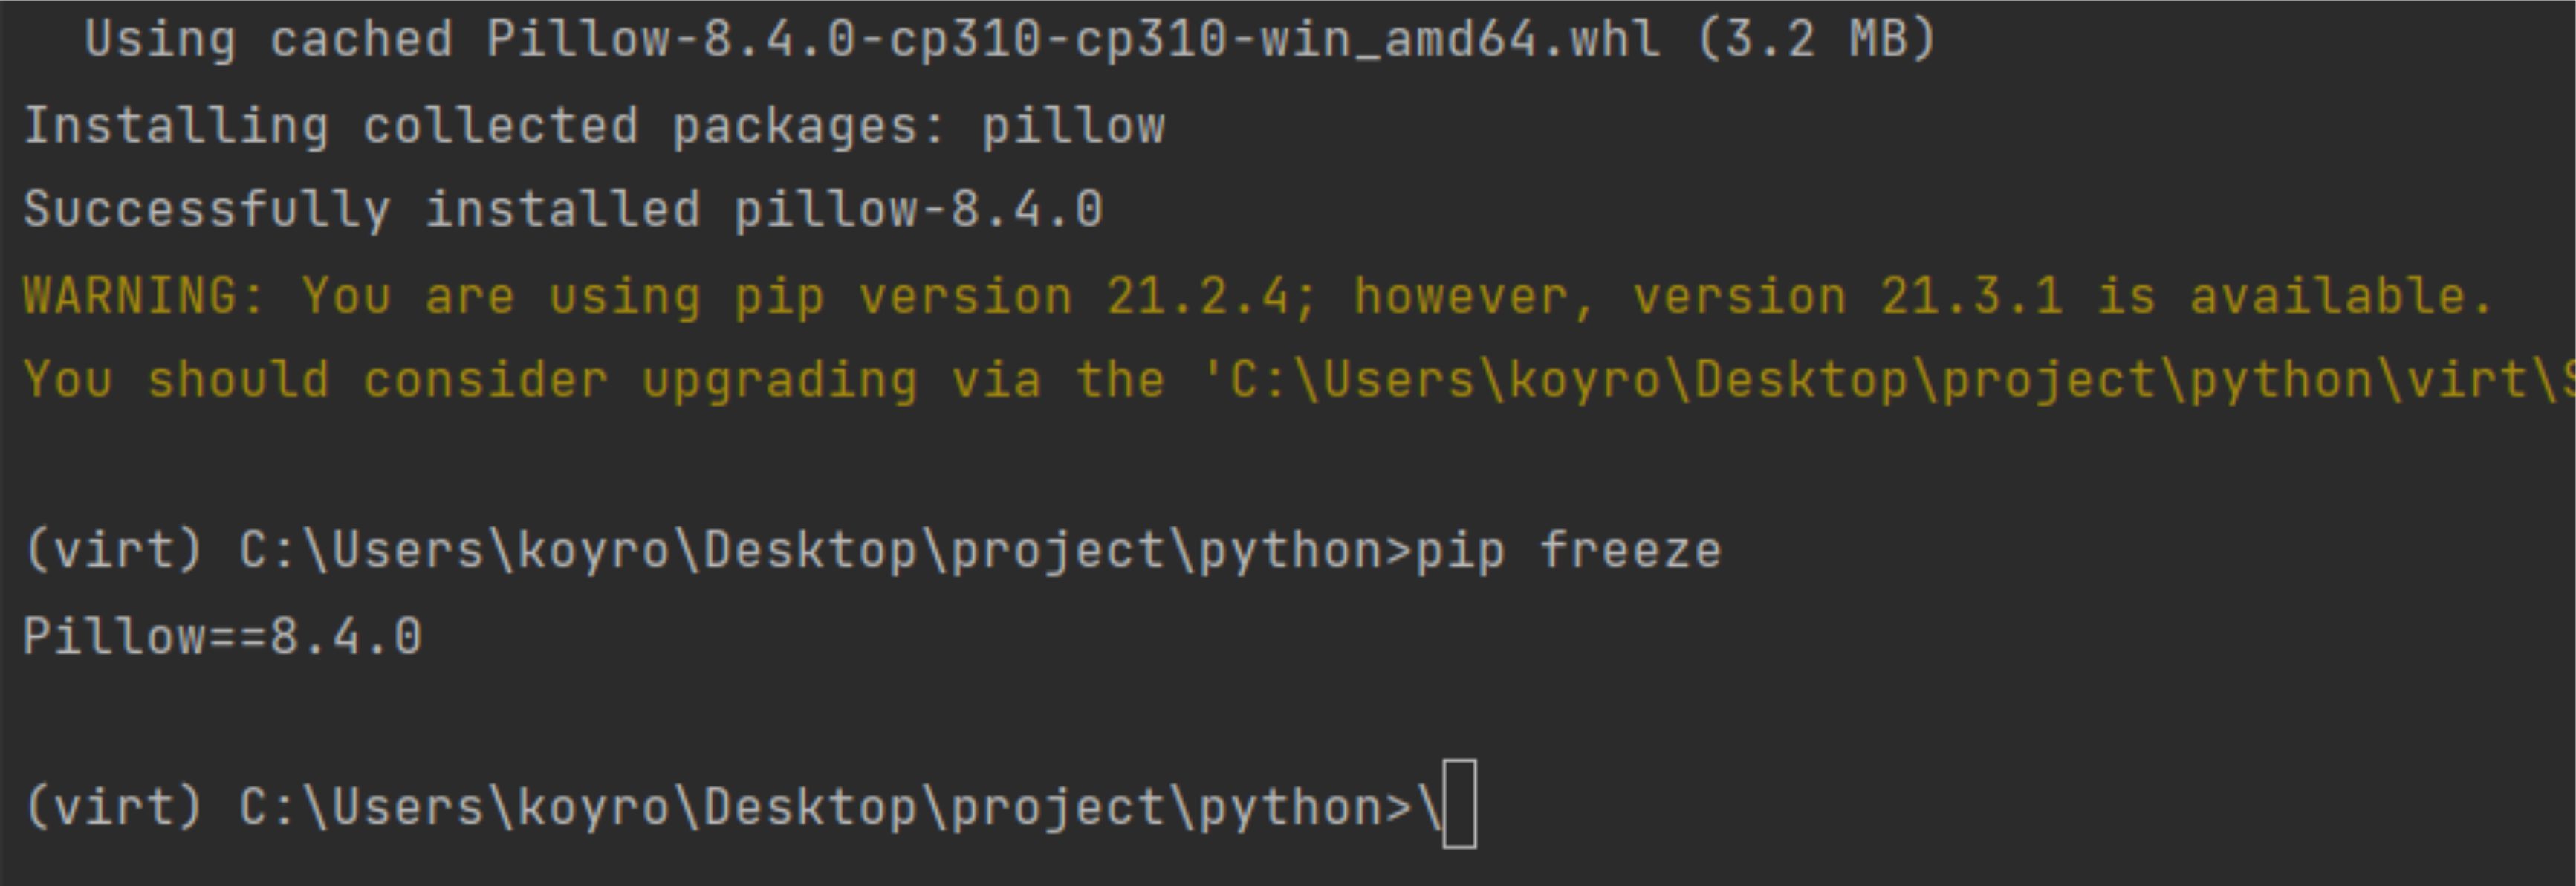 Using cached Pillow-8.4.0-cp310-cp310-win_amd64.whl (3.2 MB)
Installing collected packages: pillow
Successfully installed pillow-8.4.0
WARNING: You are using pip version 21.2.4; however, version 21.3.1 is available.
You should consider upgrading via the 'C:\Users\koyro\Desktop\project\python\virt\S
(virt) C:\Users\koyro\Desktop\project\python>pip freeze
Pillow==8.4.0
(virt) C:\Users\koyro\Desktop\project\python>\